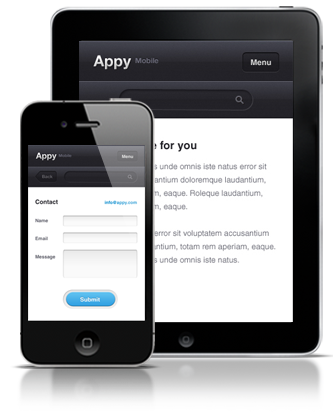 Appy Mobile
Menu
e for you
s unde omnis iste natus error sit
antium doloremque laudantium,
m, eaque. Roleque laudantium,
m, eaque.
error sit voluptatem accusantium
antium, totam rem aperiam, eaque.
s unde omnis iste natus.
Appy Mobile
Menu
Back
Contact
info@appy.com
Name
Email
Message
Submit